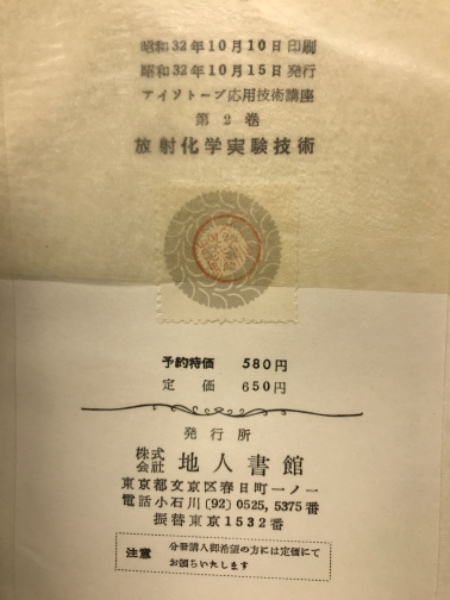 昭和32年10月10日印刷
昭和32年10月15日発行
アイソトープ応用技術講座
第2巻
放射化学実験技術
予約特価 580円
定価 650円
発行所
株式会社 地人書館
東京都文京区春日町一ノ一
電話小石川(92)0525,5375番
振替東京1532番
注意 分冊購入御希望の方には定価にて
お頒ちいたします